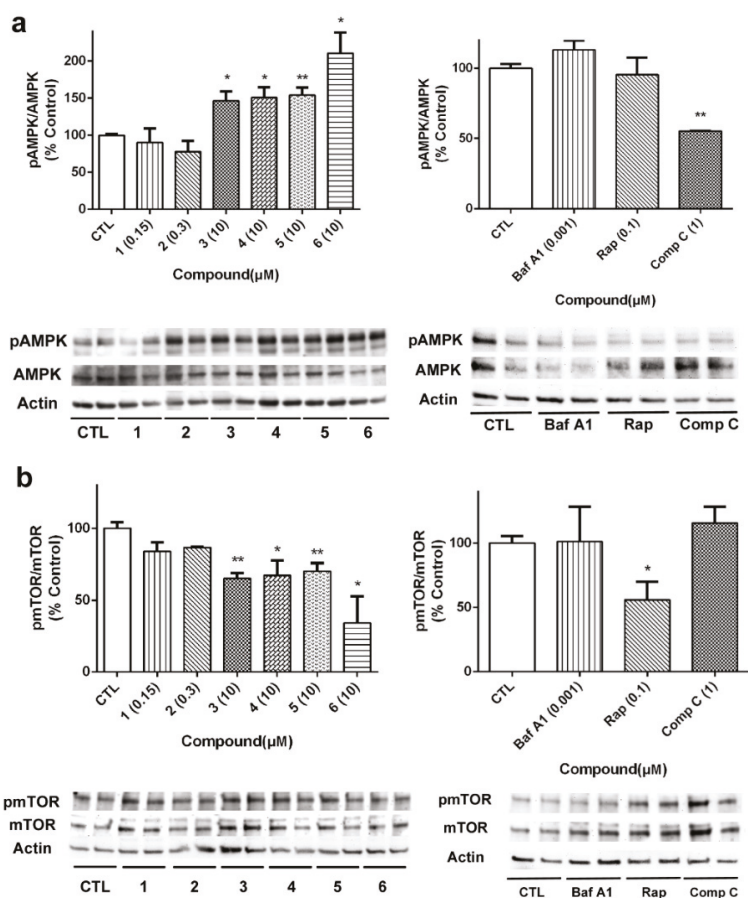 a
pAMPK/AMPK
(% Control)
200
150
100
50
0
*
*
**
*
CTL
1 (0.15)
2 (0.3)
3 (10)
4 (10)
5 (10)
6 (10)
Compound(µM)
pAMPK/AMPK
(% Control)
100
50
0
**
CTL
Baf A1 (0.001)
Rap (0.1)
Comp C (1)
Compound(µM)
pAMPK
AMPK
Actin
CTL 1 2 3 4 5 6
pAMPK
AMPK
Actin
CTL Baf A1 Rap Comp C
b
pmTOR/mTOR
(% Control)
100
50
0
**
*
**
*
CTL
1 (0.15)
2 (0.3)
3 (10)
4 (10)
5 (10)
6 (10)
Compound(µM)
pmTOR/mTOR
(% Control)
100
50
0
*
CTL
Baf A1 (0.001)
Rap (0.1)
Comp C (1)
Compound(µM)
pmTOR
mTOR
Actin
CTL 1 2 3 4 5 6
pmTOR
mTOR
Actin
CTL Baf A1 Rap Comp C